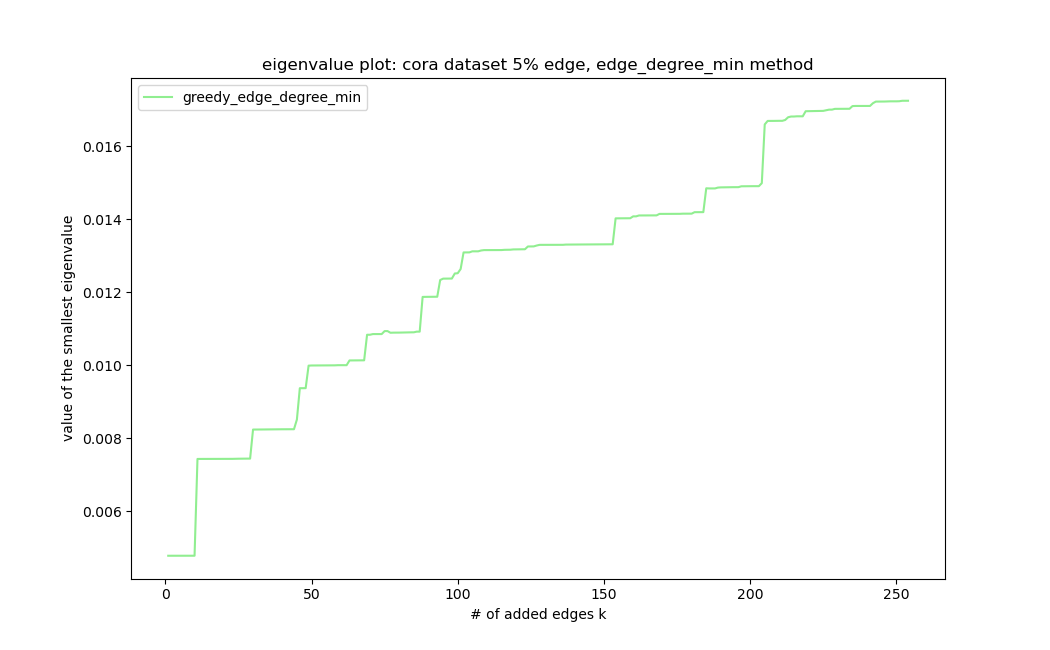 eigenvalue plot: cora dataset 5% edge, edge_degree_min method
greedy_edge_degree_min
value of the smallest eigenvalue
0.016
0.014
0.012
0.010
0.008
0.006
0 50 100 150 200 250
# of added edges k